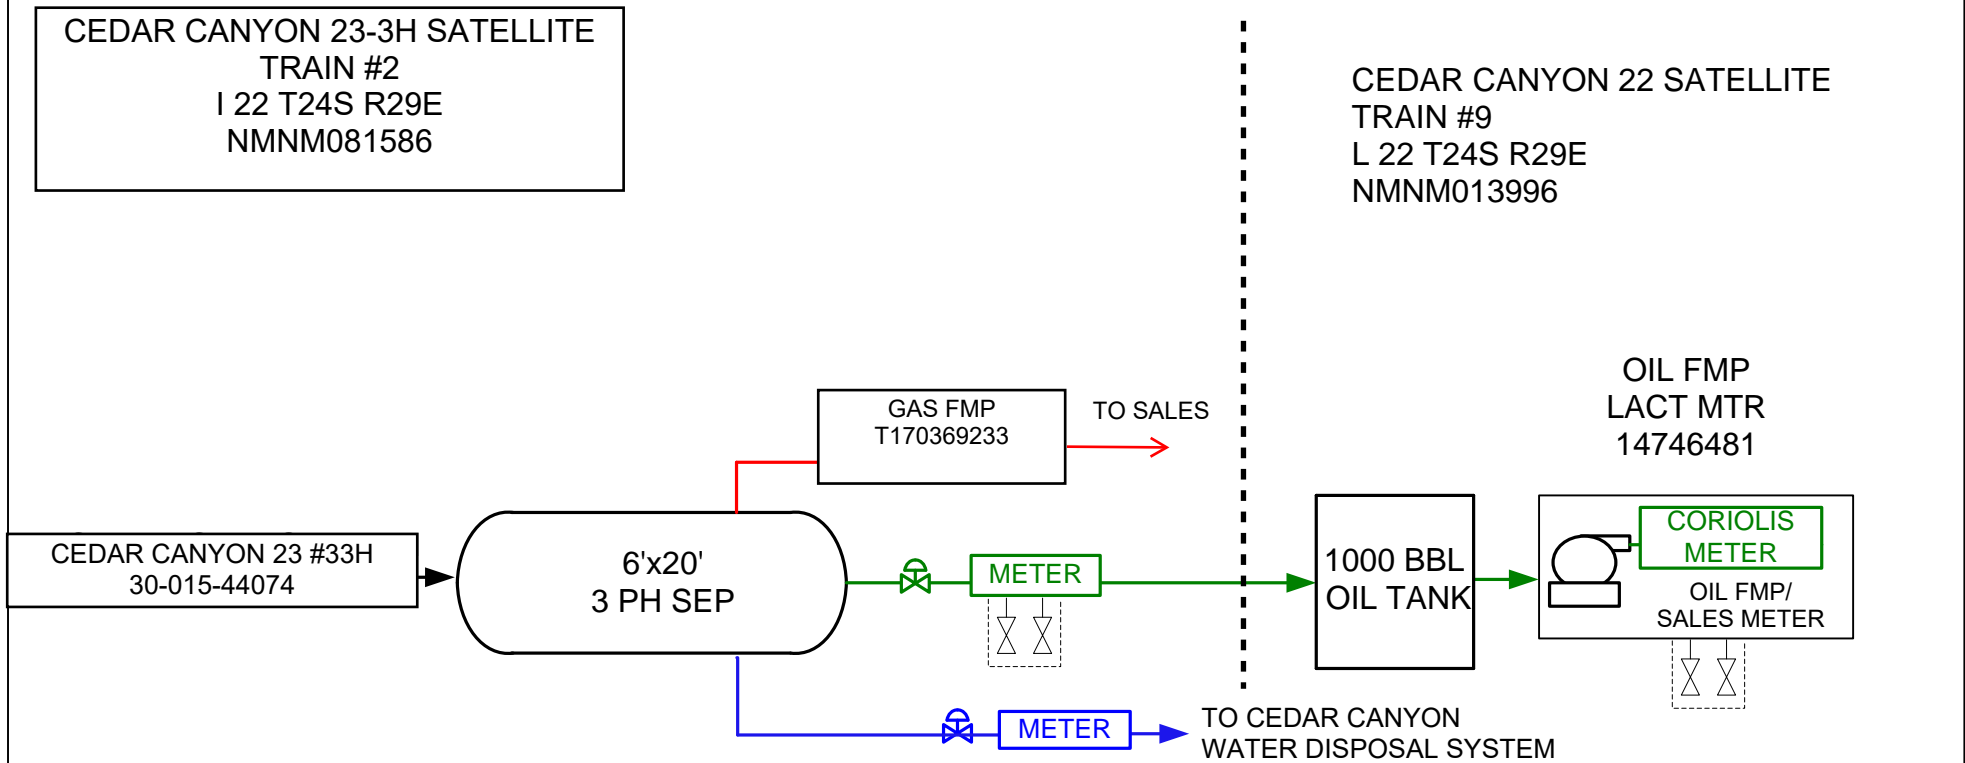 CEDAR CANYON 23-3H SATELLITE
TRAIN #2
I 22 T24S R29E
NMNM081586
CEDAR CANYON 22 SATELLITE
TRAIN #9
L 22 T24S R29E
NMNM013996
GAS FMP
T170369233
TO SALES
OIL FMP
LACT MTR
14746481
CEDAR CANYON 23 #33H
30-015-44074
6'x20'
3 PH SEP
METER
1000 BBL
OIL TANK
CORIOLIS
METER
OIL FMP/
SALES METER
METER
TO CEDAR CANYON
WATER DISPOSAL SYSTEM